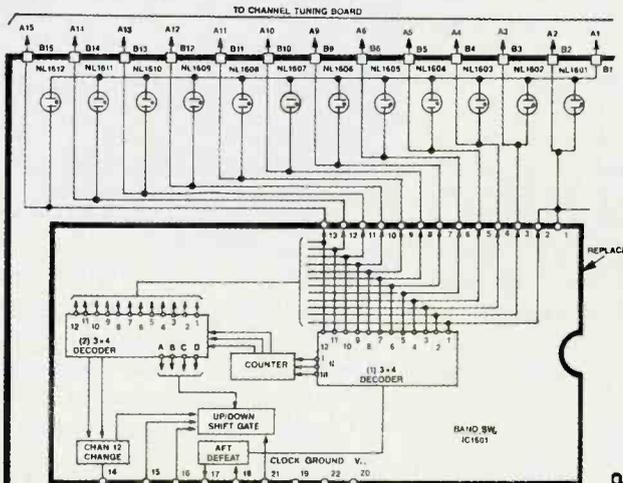 TO CHANNEL TUNING BOARD
A15 A14 A13 A12 A11 A10 A9 A6 A5 A4 A3 A2 A1
B15 B14 B13 B12 B11 B10 B9 B6 B5 B4 B3 B2 B1
NL1612 NL1611 NL1610 NL1609 NL1608 NL1607 NL1606 NL1605 NL1604 NL1603 NL1602 NL1601
13 12 11 10 9 8 7 6 5 4 3 2 1
REPLACE
12 11 10 9 8 7 6 5 4 3 2 1
(2) 3×4
DECODER
A B C D
COUNTER
12 11 10 9 8 7 6 5 4 3 2 1
I
II
III
(1) 3×4
DECODER
UP/DOWN
SHIFT GATE
BAND SW.
IC1601
CHAN 12
CHANGE
AFT
DEFEAT
CLOCK GROUND V..
14 15 16 17 18 21 19 22 20